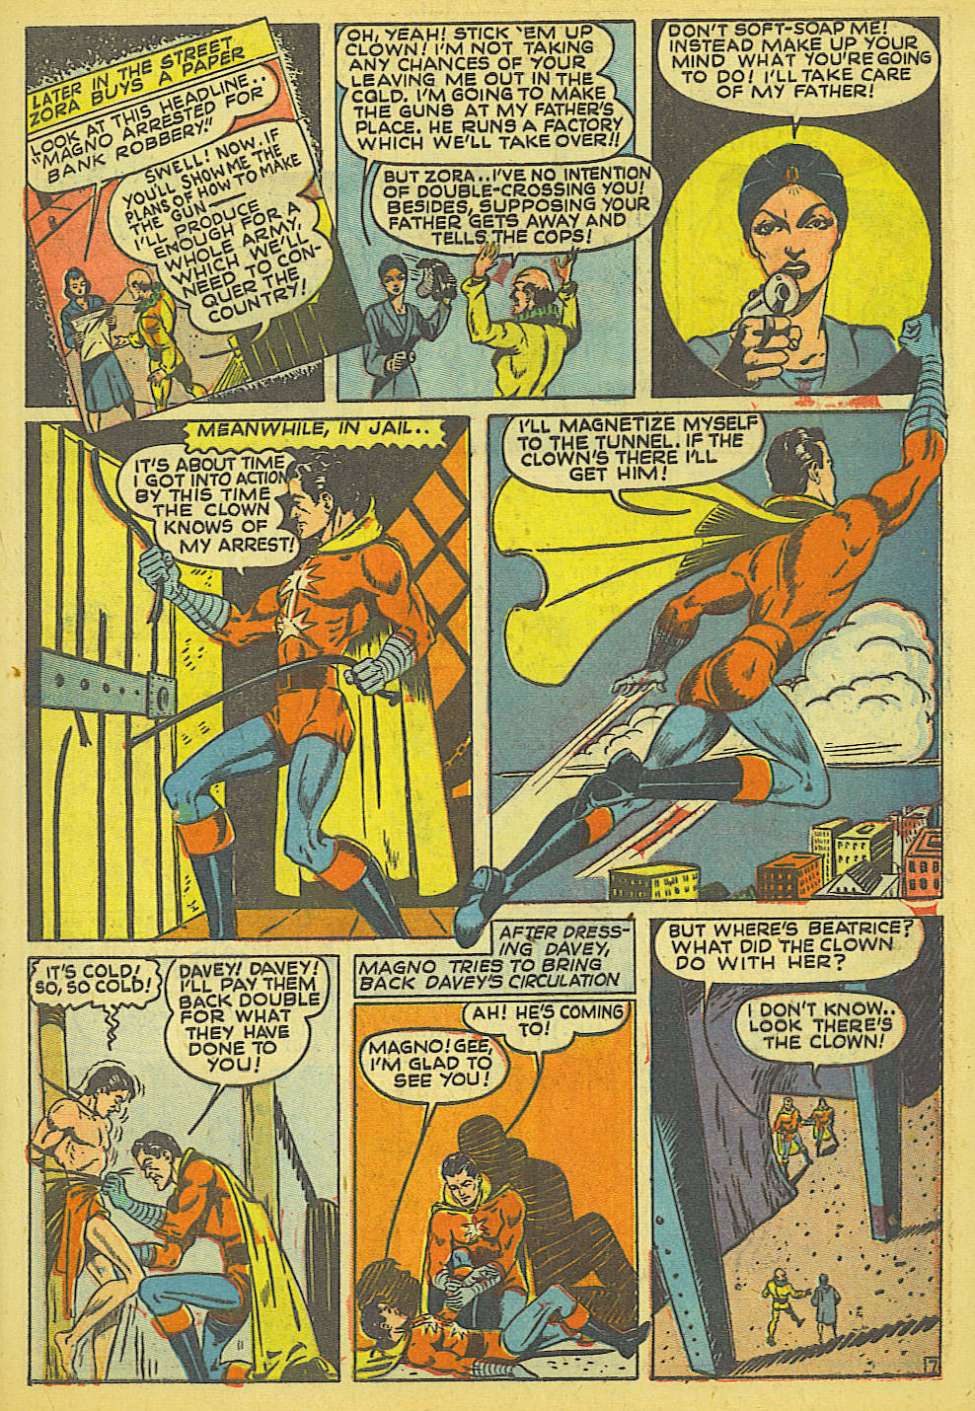 LATER IN THE STREET
ZORA BUYS A PAPER
LOOK AT THIS HEADLINE..
"MAGNO ARRESTED FOR
BANK ROBBERY."
SWELL! NOW. IF
YOU'LL SHOW ME THE
PLANS OF HOW TO MAKE
THE GUN—
I'LL PRODUCE
ENOUGH FOR A
WHOLE ARMY,
WHICH WE'LL
NEED TO CON-
QUER THE
COUNTRY!
OH, YEAH! STICK 'EM UP
CLOWN! I'M NOT TAKING
ANY CHANCES OF YOUR
LEAVING ME OUT IN THE
COLD. I'M GOING TO MAKE
THE GUNS AT MY FATHER'S
PLACE. HE RUNS A FACTORY
WHICH WE'LL TAKE OVER!!
BUT ZORA..I'VE NO INTENTION
OF DOUBLE-CROSSING YOU!
BESIDES, SUPPOSING YOUR
FATHER GETS AWAY AND
TELLS THE COPS!
DON'T SOFT-SOAP ME!
INSTEAD MAKE UP YOUR
MIND WHAT YOU'RE GOING
TO DO! I'LL TAKE CARE
OF MY FATHER!
MEANWHILE, IN JAIL..
IT'S ABOUT TIME
I GOT INTO ACTION
BY THIS TIME
THE CLOWN
KNOWS OF
MY ARREST!
I'LL MAGNETIZE MYSELF
TO THE TUNNEL. IF THE
CLOWN'S THERE I'LL
GET HIM!
IT'S COLD!
SO, SO COLD!
DAVEY! DAVEY!
I'LL PAY THEM
BACK DOUBLE
FOR WHAT
THEY HAVE
DONE TO
YOU!
AFTER DRESS-
ING DAVEY,
MAGNO TRIES TO BRING
BACK DAVEY'S CIRCULATION
AH! HE'S COMING
TO!
MAGNO! GEE,
I'M GLAD TO
SEE YOU!
BUT WHERE'S BEATRICE?
WHAT DID THE CLOWN
DO WITH HER?
I DON'T KNOW..
LOOK THERE'S
THE CLOWN!
7